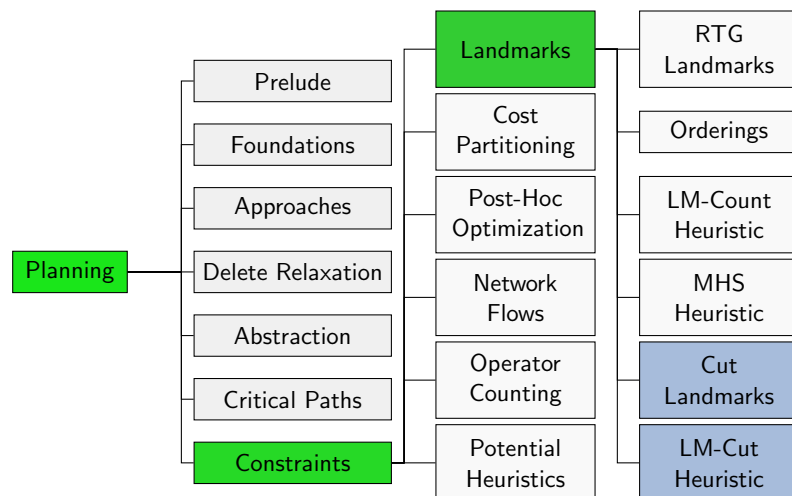 Planning
Prelude
Foundations
Approaches
Delete Relaxation
Abstraction
Critical Paths
Constraints
Landmarks
Cost
Partitioning
Post-Hoc
Optimization
Network
Flows
Operator
Counting
Potential
Heuristics
RTG
Landmarks
Orderings
LM-Count
Heuristic
MHS
Heuristic
Cut
Landmarks
LM-Cut
Heuristic